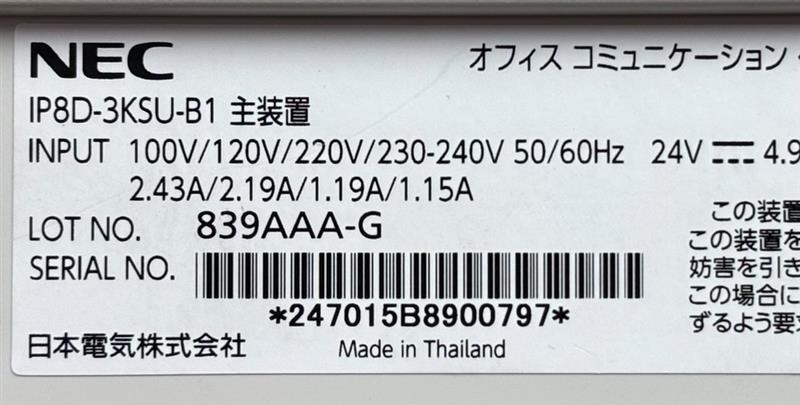 NEC
オフィス コミュニケーション
IP8D-3KSU-B1 主装置
INPUT 100V/120V/220V/230-240V 50/60Hz 24V ⎓ 4.9
2.43A/2.19A/1.19A/1.15A
LOT NO. 839AAA-G
SERIAL NO.
*247015B8900797*
日本電気株式会社
Made in Thailand
この装置
この装置を
妨害を引き
この場合に
ずるよう要